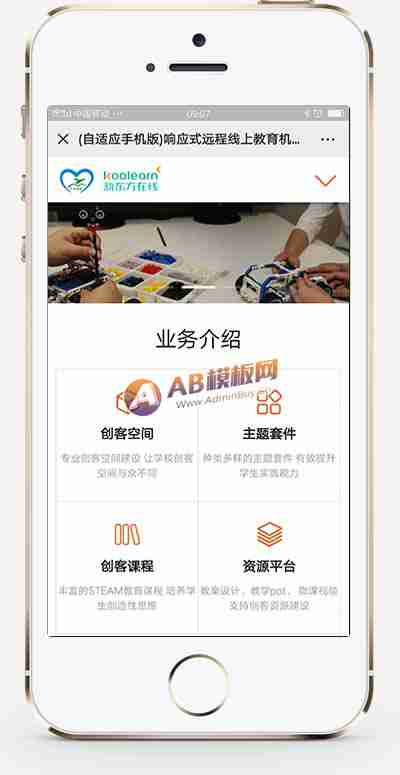 中国移动
09:07
(自适应手机版)响应式远程线上教育机...
koolearn
新东方在线
业务介绍
AB模板网
www.AdminBuy.cn
创客空间
主题套件
专业创客空间建设 让学校创客
空间与众不同
种类多样的主题套件 有效提升
学生实践能力
创客课程
资源平台
丰富的STEAM教育课程 培养学
生创造性思维
教案设计、教学ppt、微课视频
支持创客资源建设